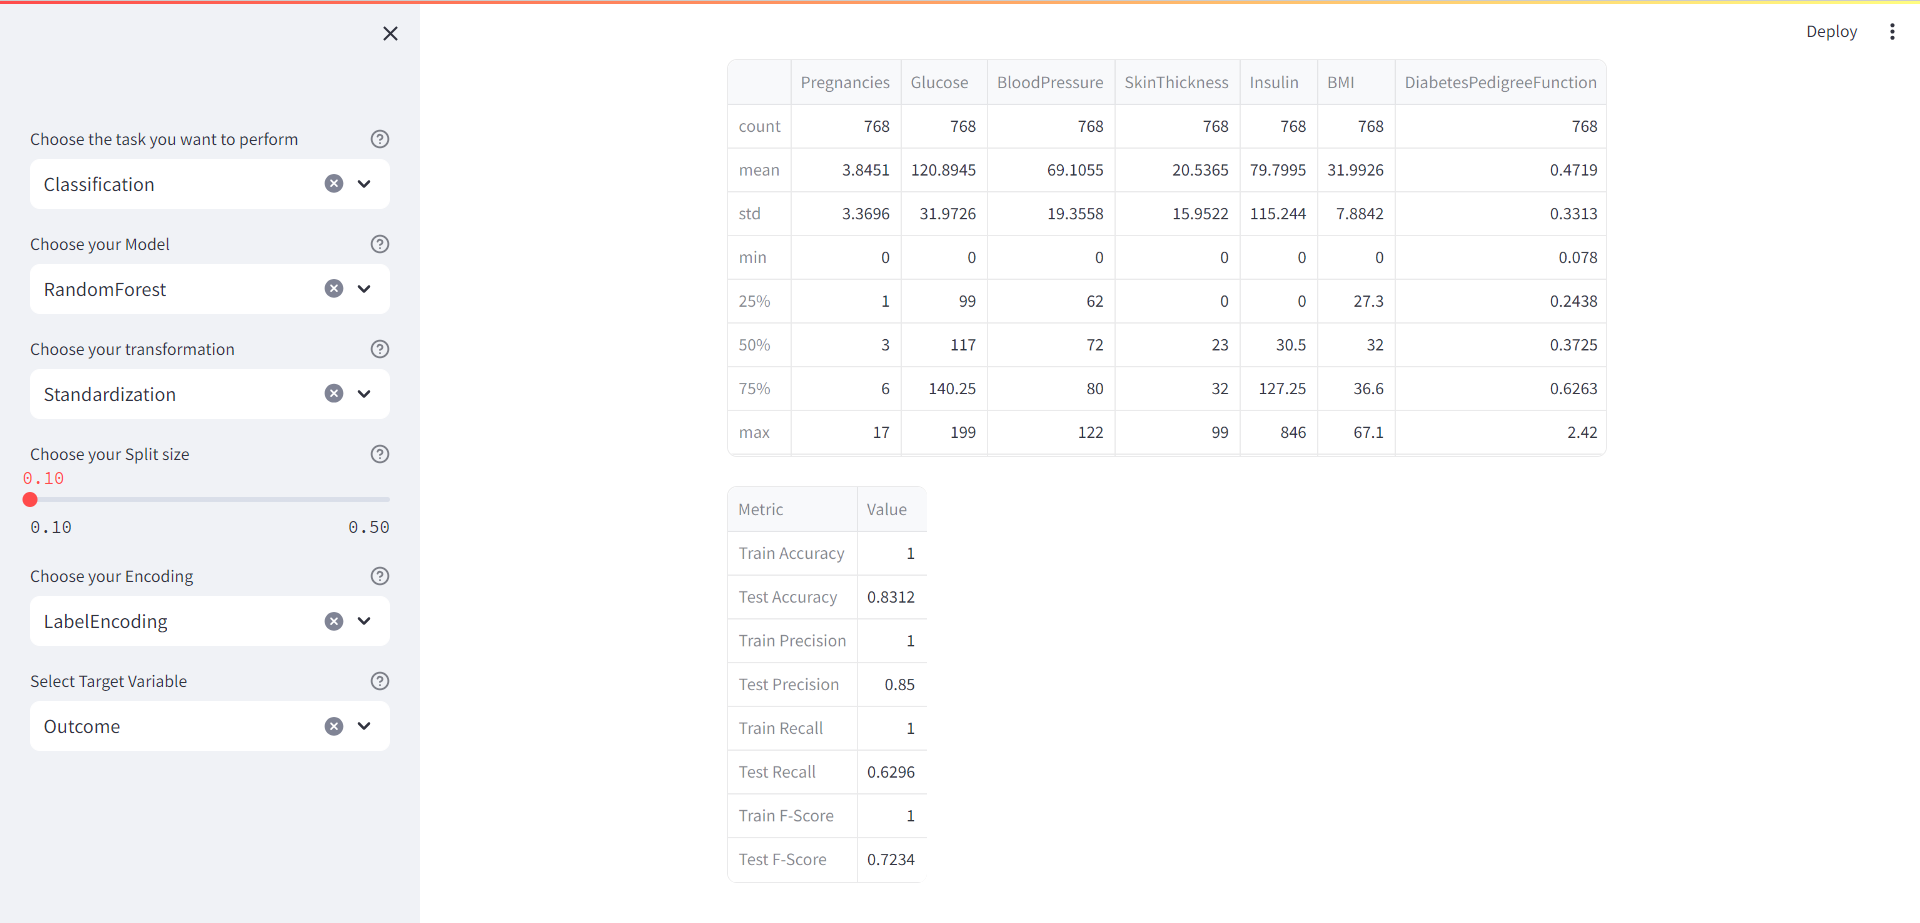 Deploy
Choose the task you want to perform
Classification
Choose your Model
RandomForest
Choose your transformation
Standardization
Choose your Split size
0.10
0.10 0.50
Choose your Encoding
LabelEncoding
Select Target Variable
Outcome
Pregnancies Glucose BloodPressure SkinThickness Insulin BMI DiabetesPedigreeFunction
count 768 768 768 768 768 768 768
mean 3.8451 120.8945 69.1055 20.5365 79.7995 31.9926 0.4719
std 3.3696 31.9726 19.3558 15.9522 115.244 7.8842 0.3313
min 0 0 0 0 0 0 0.078
25% 1 99 62 0 0 27.3 0.2438
50% 3 117 72 23 30.5 32 0.3725
75% 6 140.25 80 32 127.25 36.6 0.6263
max 17 199 122 99 846 67.1 2.42
Metric Value
Train Accuracy 1
Test Accuracy 0.8312
Train Precision 1
Test Precision 0.85
Train Recall 1
Test Recall 0.6296
Train F-Score 1
Test F-Score 0.7234